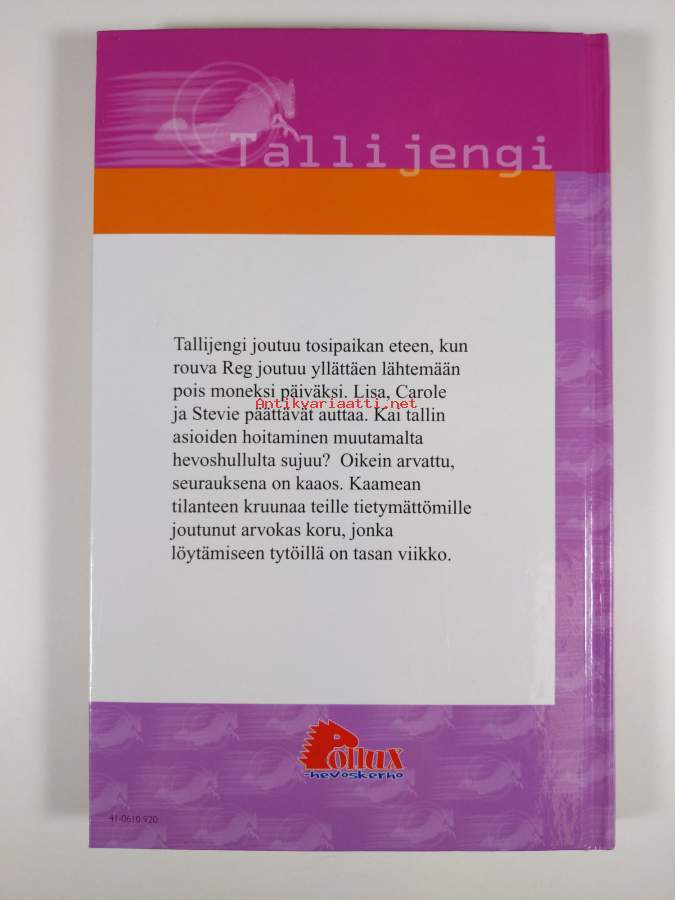 Tallijengi
Tallijengi joutuu tosipaikan eteen, kun
rouva Reg joutuu yllättäen lähtemään
pois moneksi päiväksi. Lisa, Carole
Antikvariaatti.net
ja Stevie päättävät auttaa. Kai tallin
asioiden hoitaminen muutamalta
hevoshullulta sujuu? Oikein arvattu,
seurauksena on kaaos. Kaamean
tilanteen kruunaa teille tietymättömille
joutunut arvokas koru, jonka
löytämiseen tytöillä on tasan viikko.
Pollux
-hevoskerho
41-0610.920